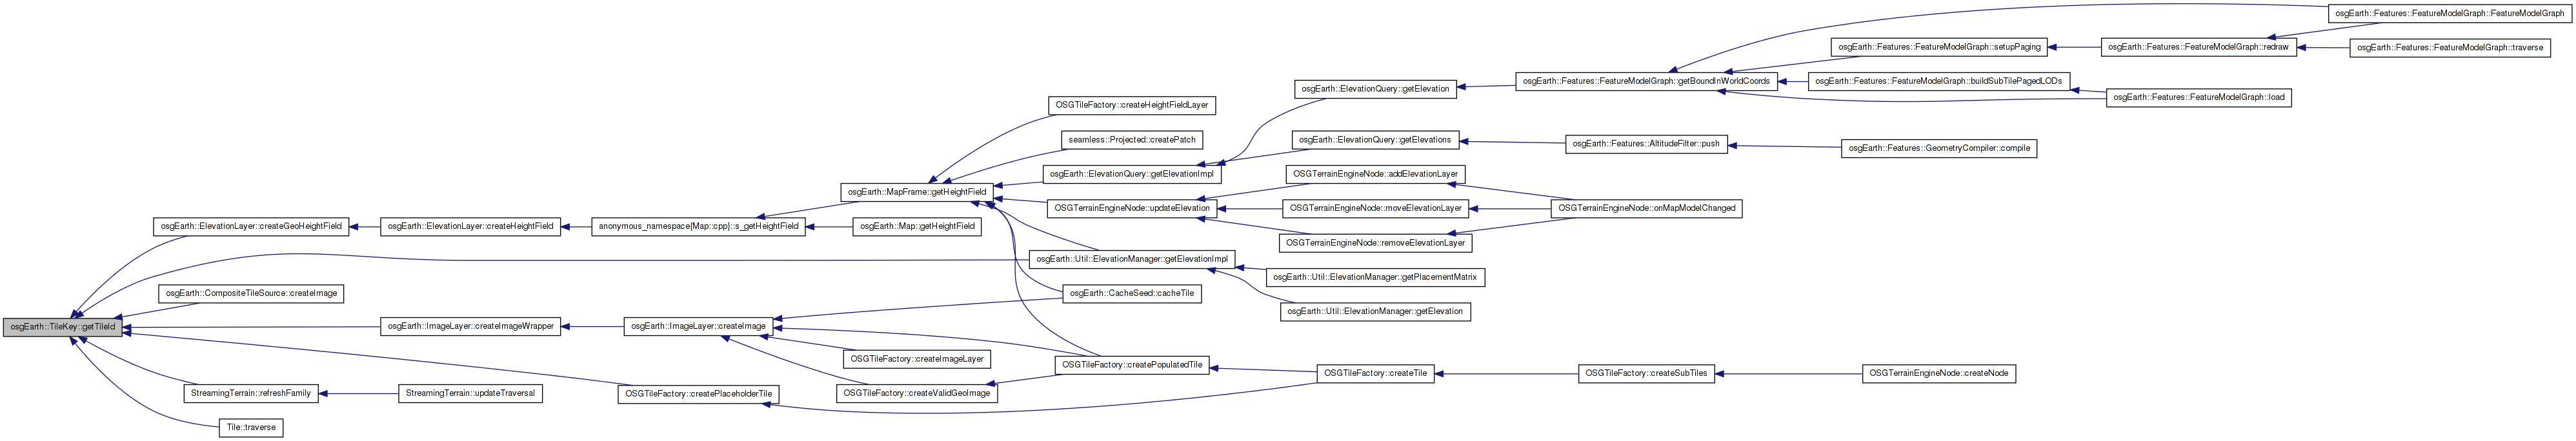 osgEarth::Features::FeatureModelGraph::FeatureModelGraph
osgEarth::Features::FeatureModelGraph::setupPaging
osgEarth::Features::FeatureModelGraph::redraw
osgEarth::Features::FeatureModelGraph::traverse
osgEarth::Features::FeatureModelGraph::getBoundInWorldCoords
osgEarth::Features::FeatureModelGraph::buildSubTilePagedLODs
osgEarth::ElevationQuery::getElevation
osgEarth::Features::FeatureModelGraph::load
OSGTileFactory::createHeightFieldLayer
seamless::Projected::createPatch
osgEarth::ElevationQuery::getElevations
osgEarth::Features::AltitudeFilter::push
osgEarth::Features::GeometryCompiler::compile
osgEarth::ElevationQuery::getElevationImpl
OSGTerrainEngineNode::addElevationLayer
osgEarth::MapFrame::getHeightField
OSGTerrainEngineNode::updateElevation
OSGTerrainEngineNode::moveElevationLayer
OSGTerrainEngineNode::onMapModelChanged
osgEarth::ElevationLayer::createGeoHeightField
osgEarth::ElevationLayer::createHeightField
anonymous_namespace{Map::cpp}::s_getHeightField
osgEarth::Map::getHeightField
OSGTerrainEngineNode::removeElevationLayer
osgEarth::Util::ElevationManager::getElevationImpl
osgEarth::Util::ElevationManager::getPlacementMatrix
osgEarth::CompositeTileSource::createImage
osgEarth::CacheSeed::cacheTile
osgEarth::Util::ElevationManager::getElevation
osgEarth::TileKey::getTileId
osgEarth::ImageLayer::createImageWrapper
osgEarth::ImageLayer::createImage
OSGTileFactory::createImageLayer
OSGTileFactory::createPopulatedTile
OSGTileFactory::createTile
OSGTileFactory::createSubTiles
OSGTerrainEngineNode::createNode
StreamingTerrain::refreshFamily
StreamingTerrain::updateTraversal
OSGTileFactory::createPlaceholderTile
OSGTileFactory::createValidGeoImage
Tile::traverse